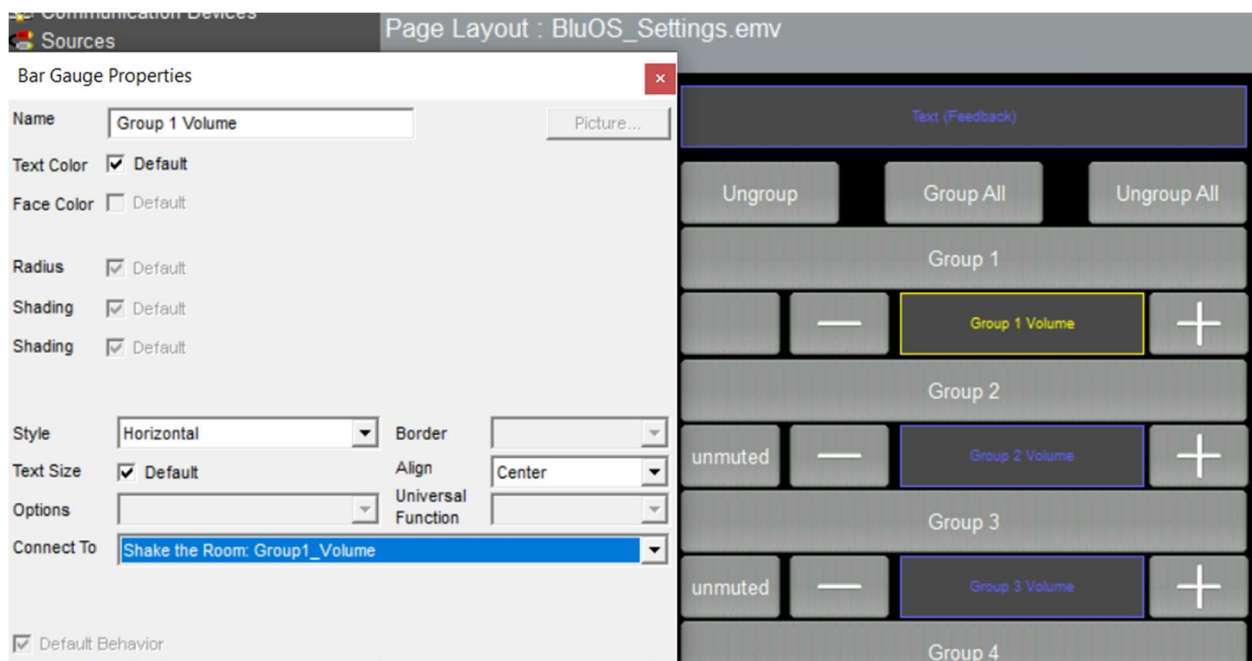 Communication Devices
Sources
Page Layout : BluOS_Settings.emv
Bar Gauge Properties
Name
Group 1 Volume
Picture...
Text Color
Default
Face Color
Default
Radius
Default
Shading
Default
Shading
Default
Style
Horizontal
Border
Text Size
Default
Align
Center
Options
Universal
Function
Connect To
Shake the Room: Group1_Volume
Default Behavior
Text (Feedback)
Ungroup
Group All
Ungroup All
Group 1
Group 1 Volume
Group 2
unmuted
Group 2 Volume
Group 3
unmuted
Group 3 Volume
Group 4